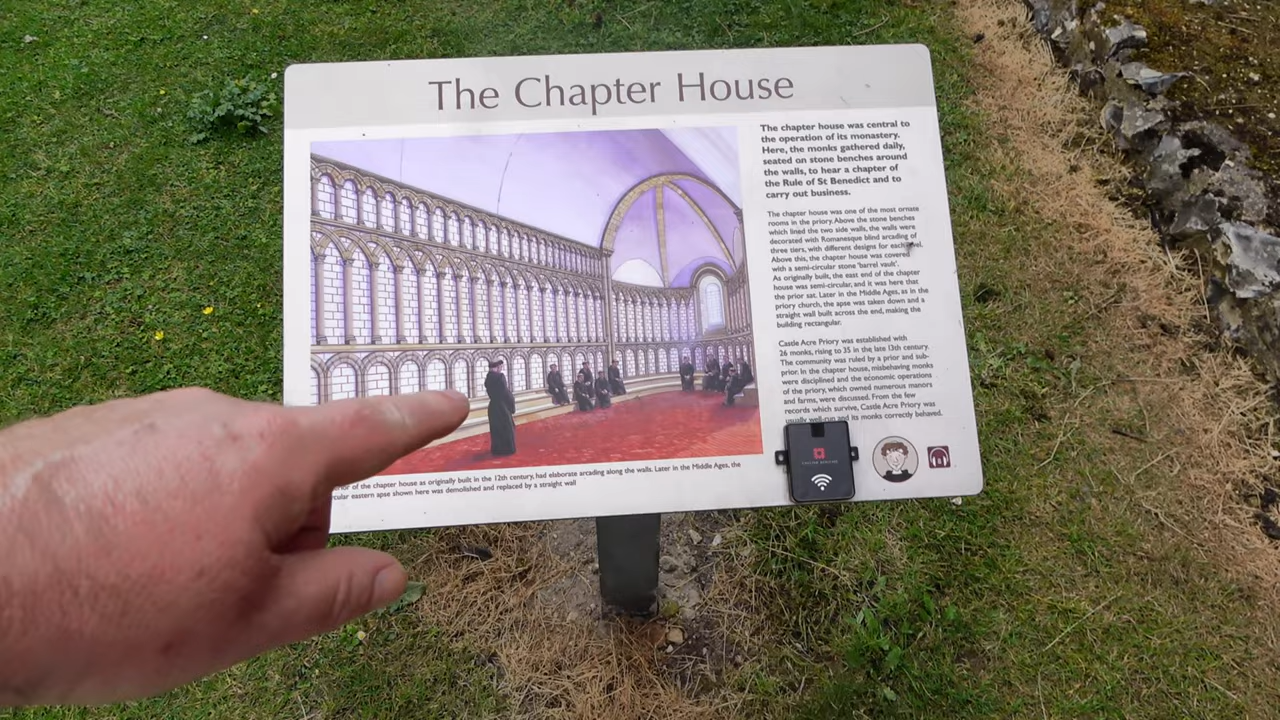 The Chapter House
The chapter house was central to
the operation of its monastery.
Here, the monks gathered daily,
seated on stone benches around
the walls, to hear a chapter of
the Rule of St Benedict and to
carry out business.
The chapter house was one of the most ornate
rooms in the priory. Above the stone benches
which lined the two side walls, the walls were
decorated with Romanesque blind arcading of
three tiers, with different designs for each
Above this, the chapter house was covered
with a semi-circular stone 'barrel vault'.
As originally built, the east end of the chapter
house was semi-circular, and it was here that
the prior sat. Later in the Middle Ages, as in the
priory church, the apse was taken down and a
straight wall built across the end, making the
building rectangular.
Castle Acre Priory was established with
26 monks, rising to 35 in the late 13th century.
The community was ruled by a prior and sub-
prior. In the chapter house, misbehaving monks
were disciplined and the economic operations
of the priory, which owned numerous manors
and farms, were discussed. From the few
records which survive, Castle Acre Priory was
usually well-run and its monks correctly behaved.
of the chapter house as originally built in the 12th century, had elaborate arcading along the walls. Later in the Middle Ages, the
eastern apse shown here was demolished and replaced by a straight wall